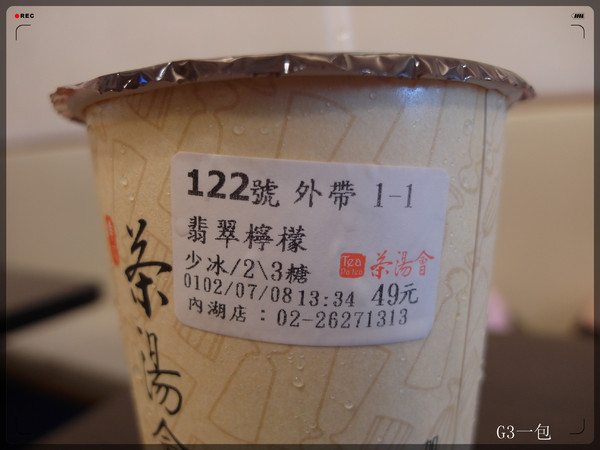 REC
122號 外帶 1-1
翡翠檸檬
少冰/2\3糖
Tea
茶湯會
0102/07/08 13:34 49元
內湖店：02-26271313
茶湯會
G3一包